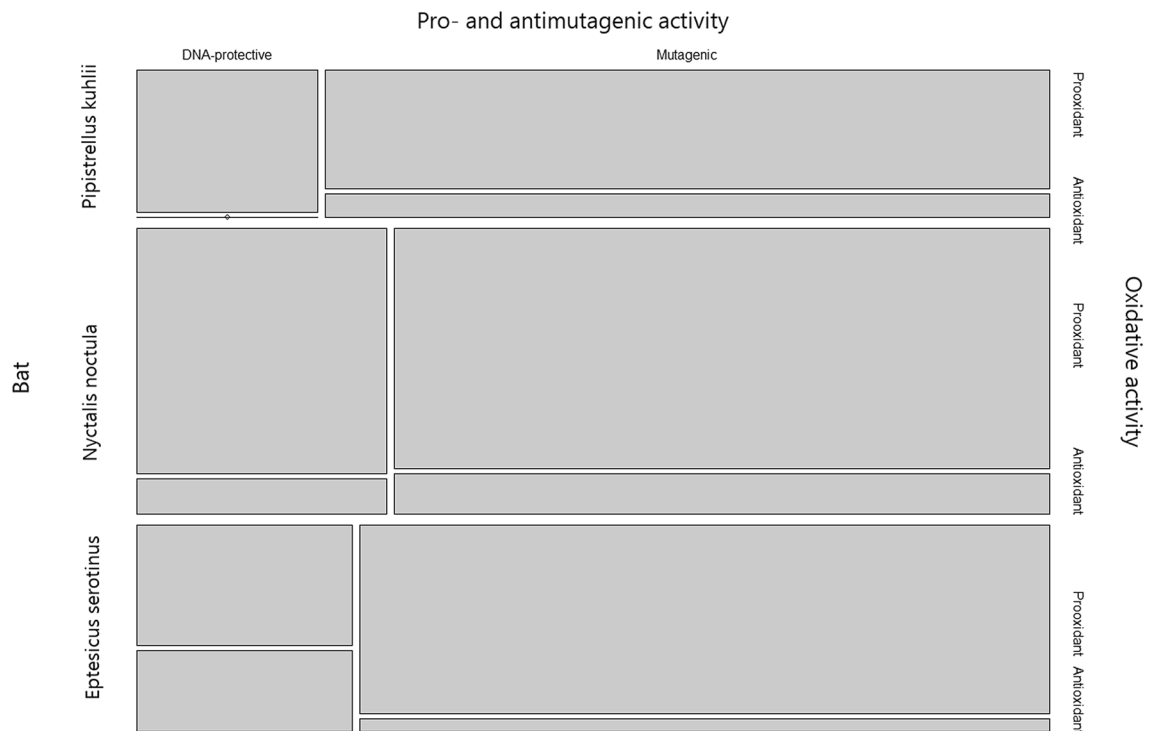 Pro- and antimutagenic activity
DNA-protective
Mutagenic
Pipistrellus kuhlii
Prooxidant
Antioxidant
Bat
Nyctalis noctula
Prooxidant
Antioxidant
Oxidative activity
Eptesicus serotinus
Prooxidant
Antioxidant